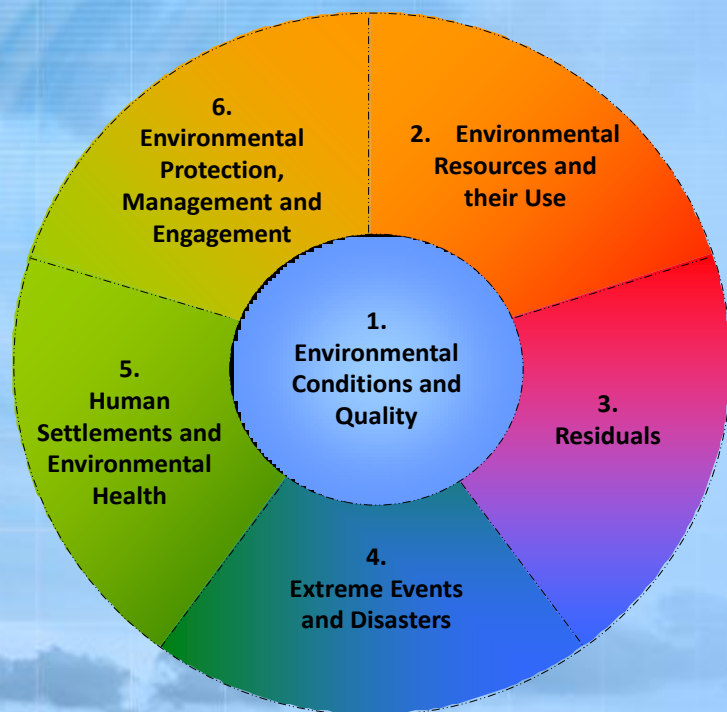 1.
Environmental
Conditions and
Quality
2. Environmental
Resources and
their Use
3.
Residuals
4.
Extreme Events
and Disasters
5.
Human
Settlements and
Environmental
Health
6.
Environmental
Protection,
Management and
Engagement